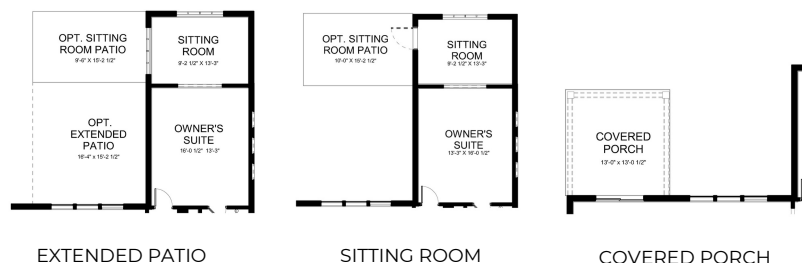 OPT. SITTING
ROOM PATIO
9'-6" X 15'-2 1/2"
SITTING
ROOM
9'-2 1/2" X 13'-3"
OPT.
EXTENDED
PATIO
16'-4" x 15'-2 1/2"
OWNER'S
SUITE
16'-0 1/2" 13'-3"
EXTENDED PATIO
OPT. SITTING
ROOM PATIO
10'-0" X 15'-2 1/2"
SITTING
ROOM
9'-2 1/2" X 13'-3"
OWNER'S
SUITE
13'-3" X 16'-0 1/2"
SITTING ROOM
COVERED
PORCH
13'-0" x 13'-0 1/2"
COVERED PORCH